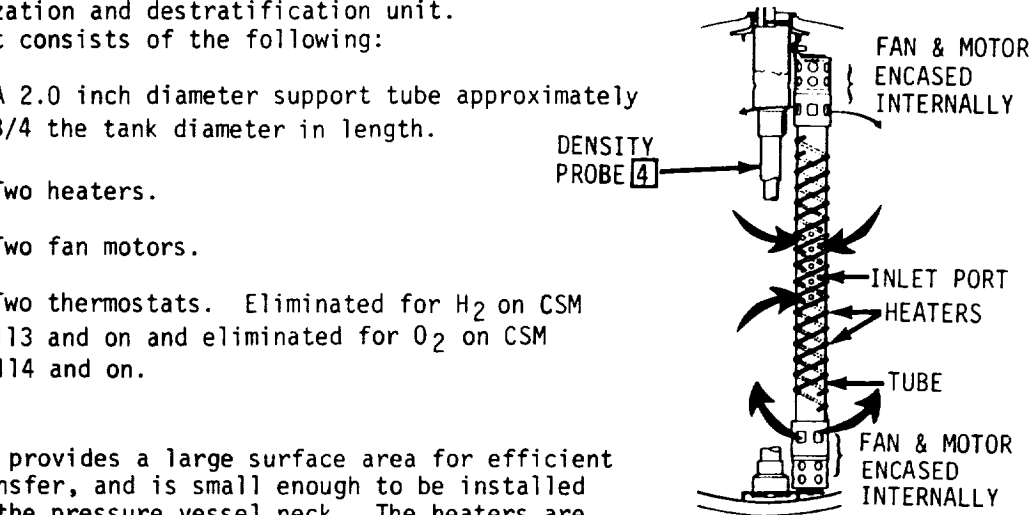 zation and destratification unit.
t consists of the following:
A 2.0 inch diameter support tube approximately
3/4 the tank diameter in length.
Two heaters.
Two fan motors.
Two thermostats. Eliminated for H2 on CSM
113 and on and eliminated for O2 on CSM
114 and on.
provides a large surface area for efficient
nsfer, and is small enough to be installed
the pressure vessel neck. The heaters are
FAN & MOTOR
ENCASED
INTERNALLY
DENSITY
PROBE 4
INLET PORT
HEATERS
TUBE
FAN & MOTOR
ENCASED
INTERNALLY